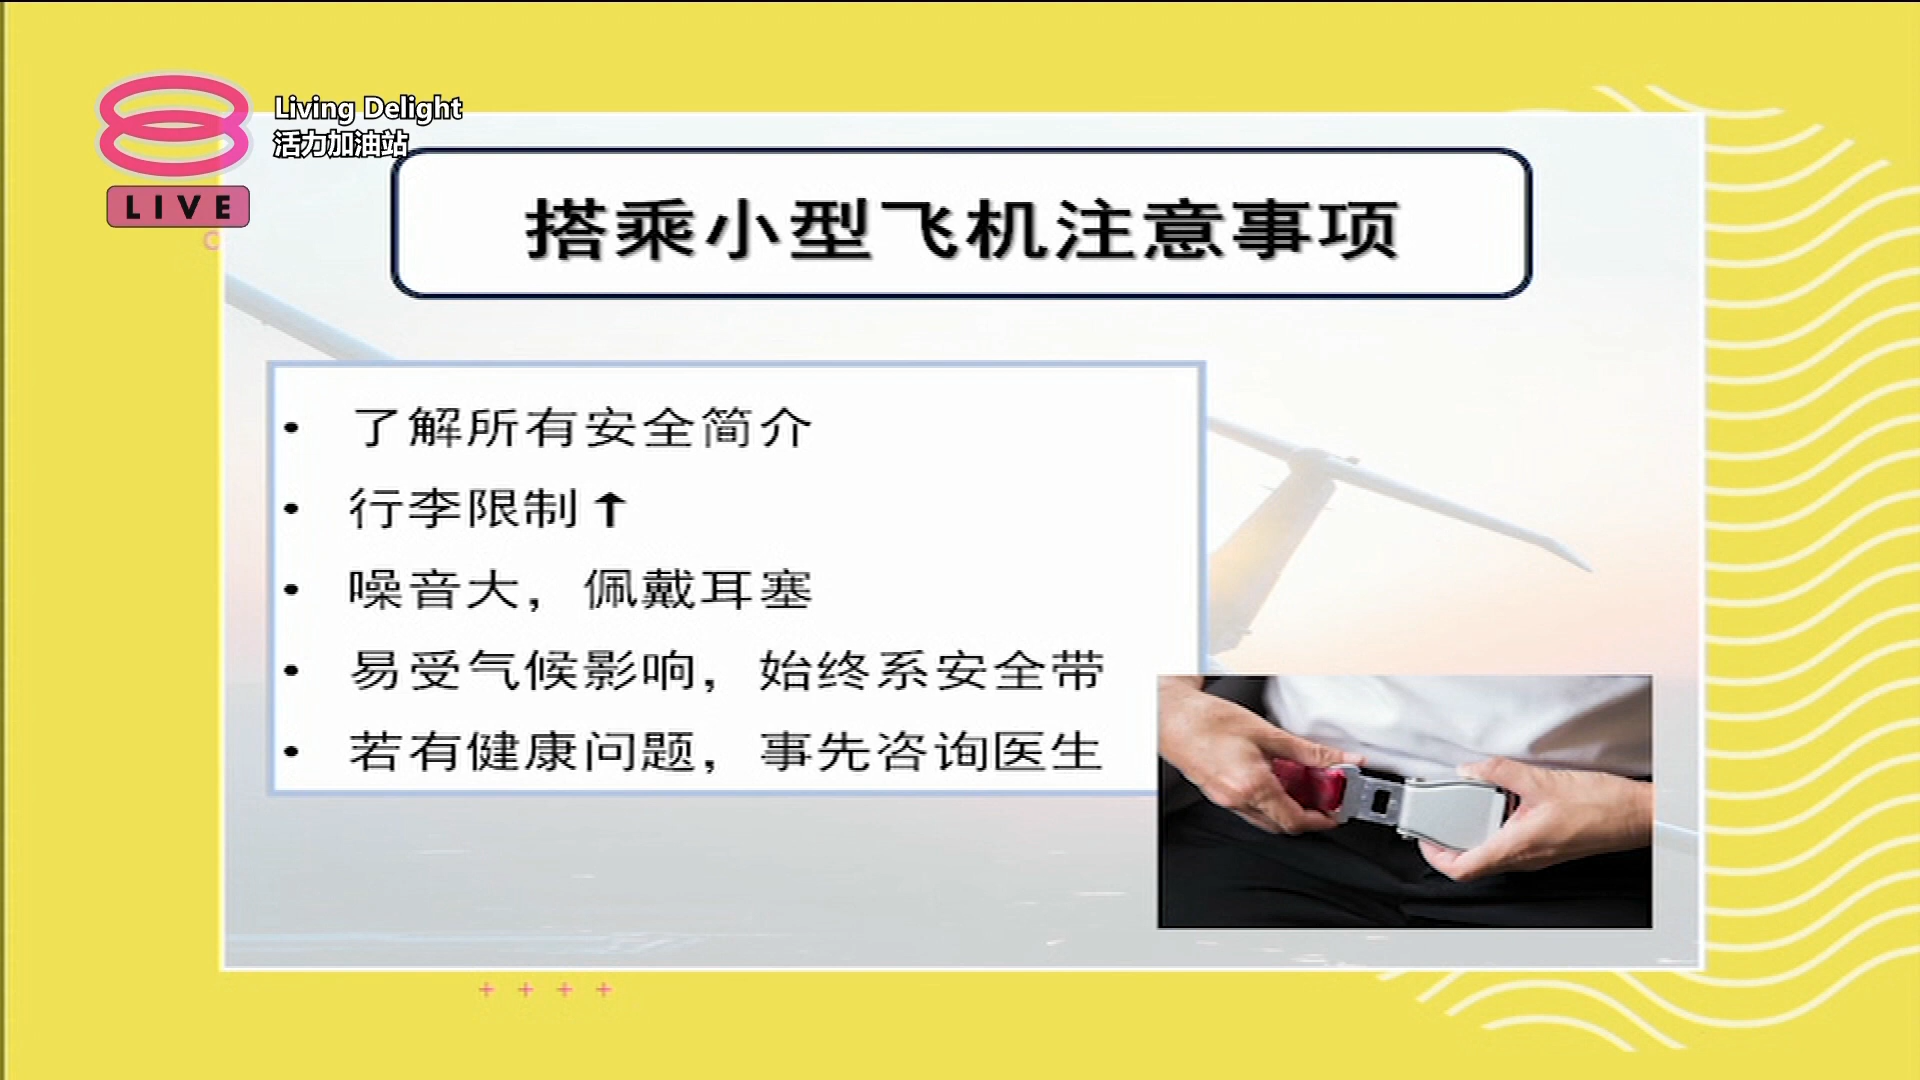 Living Delight
活力加油站
LIVE
搭乘小型飞机注意事项
• 了解所有安全简介
• 行李限制↑
• 噪音大，佩戴耳塞
• 易受气候影响，始终系安全带
• 若有健康问题，事先咨询医生